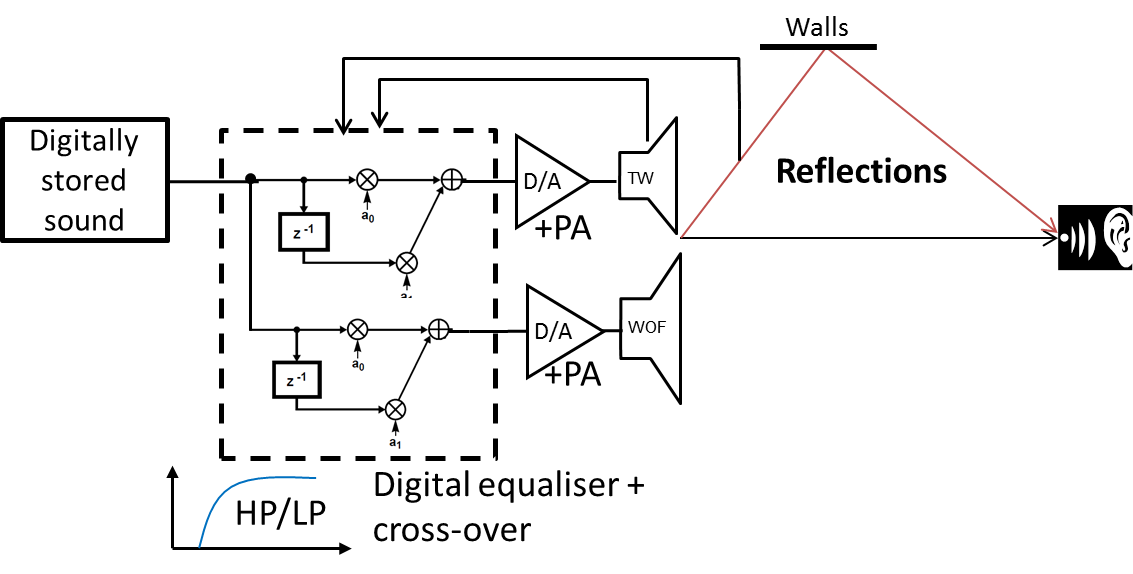 Walls
Digitally
stored
sound
Reflections
D/A
TW
+PA
a0
z -1
D/A
WOF
+PA
a0
z -1
a1
HP/LP
Digital equaliser +
cross-over